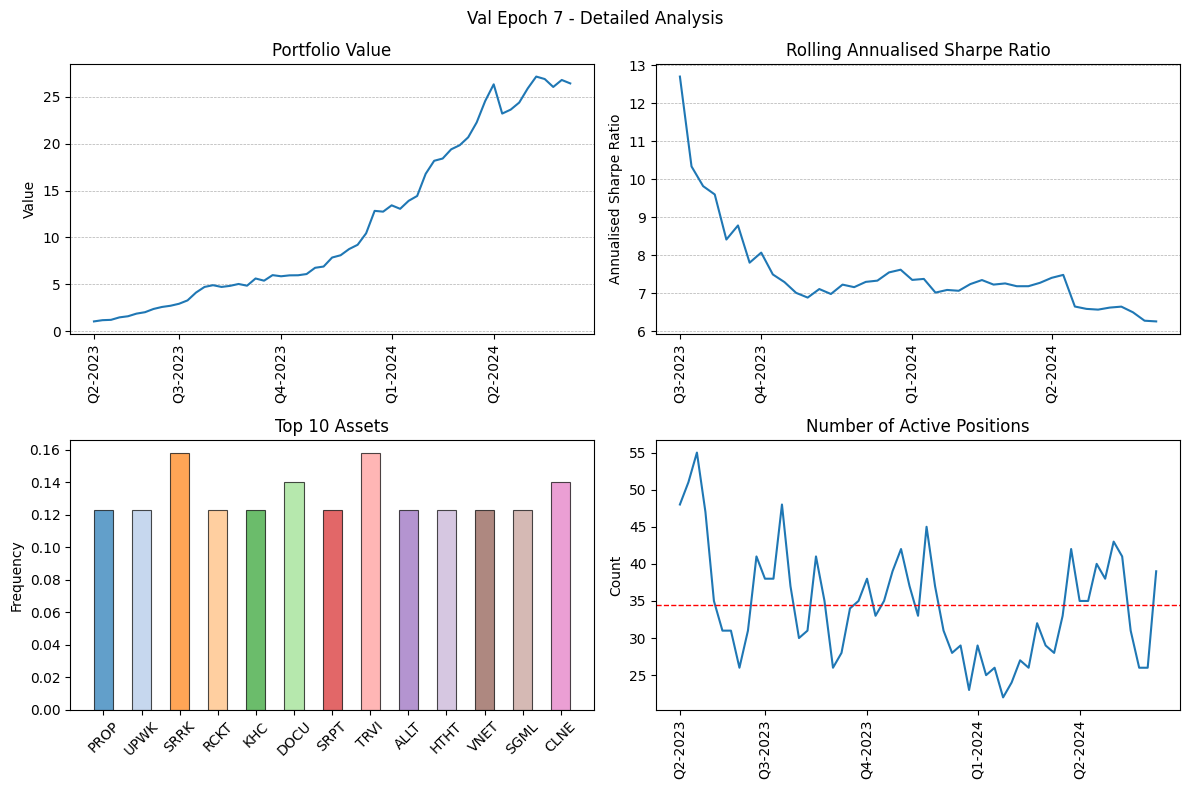 Val Epoch 7 - Detailed Analysis
Portfolio Value
Value
25
20
15
10
5
0
Q2-2023
Q3-2023
Q4-2023
Q1-2024
Q2-2024
Rolling Annualised Sharpe Ratio
Annualised Sharpe Ratio
13
12
11
10
9
8
7
6
Q3-2023
Q4-2023
Q1-2024
Q2-2024
Top 10 Assets
Frequency
0.16
0.14
0.12
0.10
0.08
0.06
0.04
0.02
0.00
PROP
UPWK
SRRK
RCKT
KHC
DOCU
SRPT
TRVI
ALLT
HTHT
VNET
SGML
CLNE
Number of Active Positions
Count
55
50
45
40
35
30
25
Q2-2023
Q3-2023
Q4-2023
Q1-2024
Q2-2024